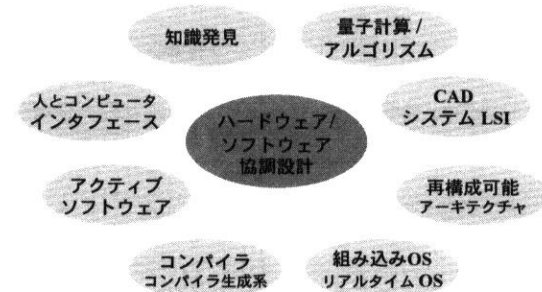 知識発見
量子計算 /
アルゴリズム
人とコンピュータ
インタフェース
ハードウェア/
ソフトウェア
協調設計
CAD
システム LSI
アクティブ
ソフトウェア
再構成可能
アーキテクチャ
コンパイラ
コンパイラ生成系
組み込みOS
リアルタイム OS